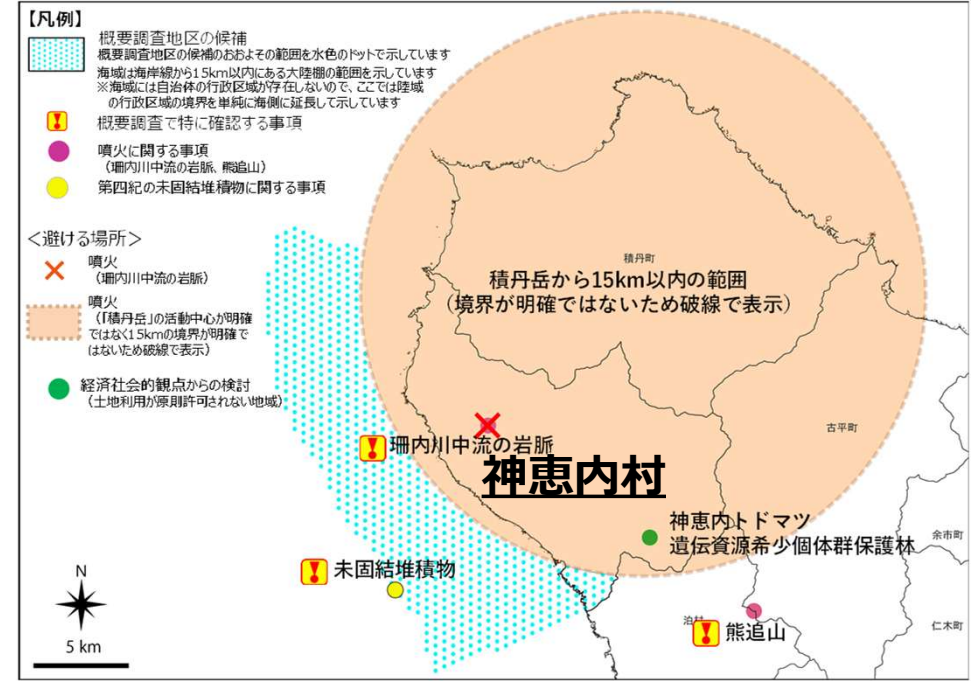 【凡例】
概要調査地区の候補
概要調査地区の候補のおおよその範囲を水色のドットで示しています
海域は海岸線から15km以内にある大陸棚の範囲を示しています
※海域には自治体の行政区域が存在しないので、ここでは陸域
の行政区域の境界を単純に海側に延長して示しています
概要調査で特に確認する事項
噴火に関する事項
（珊内川中流の岩脈、熊追山）
第四紀の未固結堆積物に関する事項
＜避ける場所＞
噴火
（珊内川中流の岩脈）
噴火
（「積丹岳」の活動中心が明確
ではなく15kmの境界が明確で
はないため破線で表示）
経済社会的観点からの検討
（土地利用が原則許可されない地域）
積丹町
積丹岳から15km以内の範囲
（境界が明確ではないため破線で表示）
古平町
珊内川中流の岩脈
神恵内村
神恵内トドマツ
遺伝資源希少個体群保護林
余市町
未固結堆積物
泊村
熊追山
仁木町
N
5 km